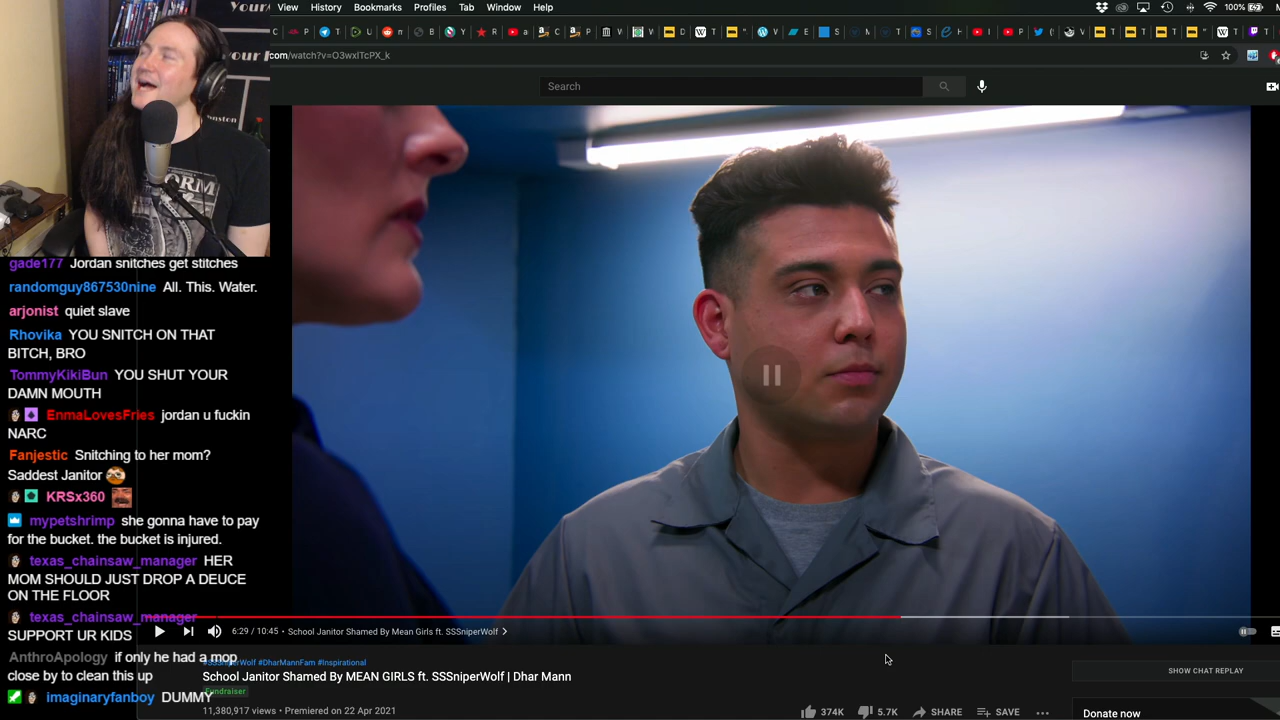 View History Bookmarks Profiles Tab Window Help 100%
com/watch?v=O3wxlTcPX_k
Search
gade177 Jordan snitches get stitches
randomguy867530nine All. This. Water.
arjonist quiet slave
Rhovika YOU SNITCH ON THAT
BITCH, BRO
TommyKikiBun YOU SHUT YOUR
DAMN MOUTH
EnmaLovesFries jordan u fuckin
NARC
Fanjestic Snitching to her mom?
Saddest Janitor
KRSx360
mypetshrimp she gonna have to pay
for the bucket. the bucket is injured.
texas_chainsaw_manager HER
MOM SHOULD JUST DROP A DEUCE
ON THE FLOOR
texas_chainsaw_manager
SUPPORT UR KIDS
AnthroApology if only he had a mop
close by to clean this up
imaginaryfanboy DUMMY
6:29 / 10:45 • School Janitor Shamed By Mean Girls ft. SSSniperWolf
#SSSniperWolf #DharMannFam #Inspirational
School Janitor Shamed By MEAN GIRLS ft. SSSniperWolf | Dhar Mann
Fundraiser
11,380,917 views • Premiered on 22 Apr 2021
374K 5.7K SHARE SAVE
SHOW CHAT REPLAY
Donate now